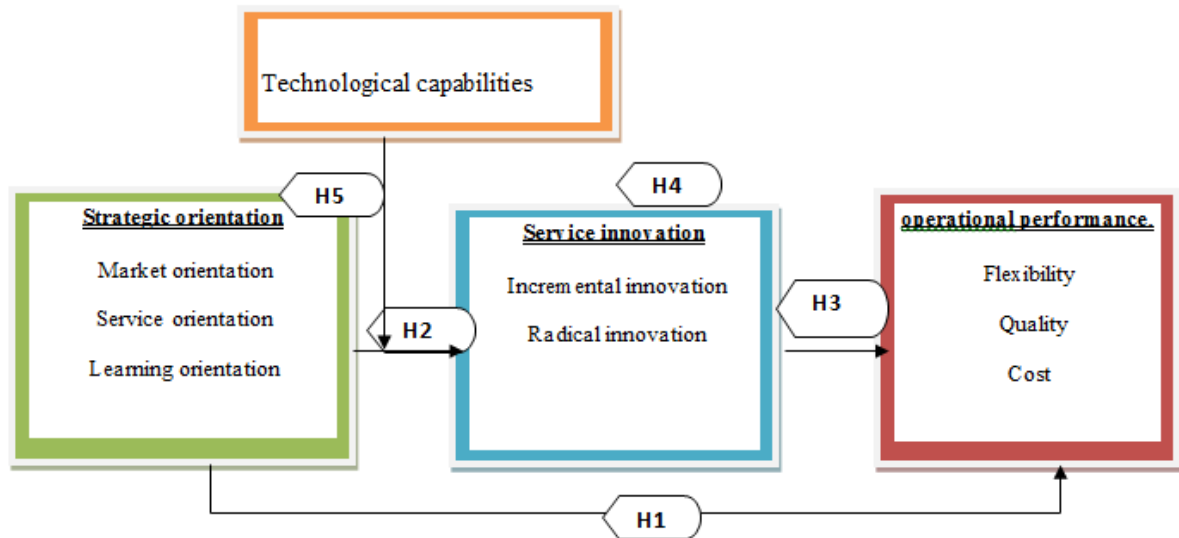 Technological capabilities
H5
H4
Strategic orientation
Market orientation
Service orientation
Learning orientation
H2
Service innovation
Incremental innovation
Radical innovation
H3
operational performance.
Flexibility
Quality
Cost
H1